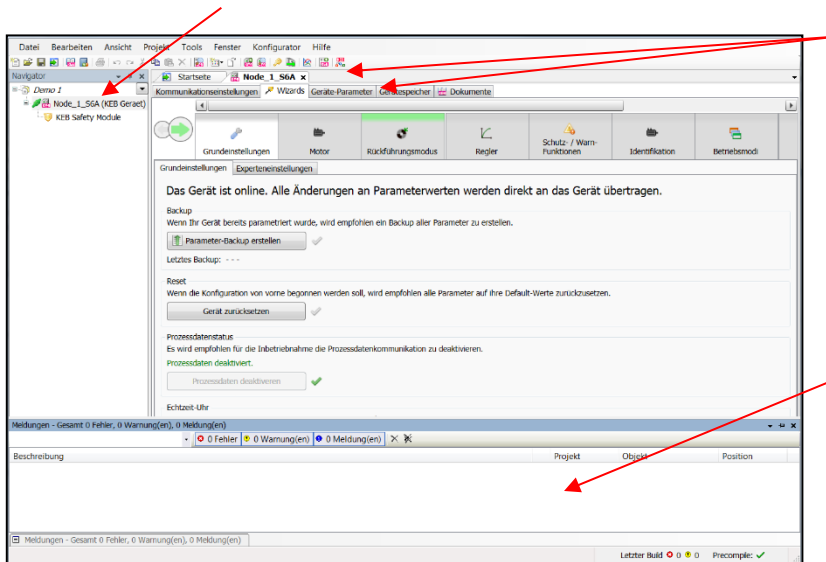 Datei Bearbeiten Ansicht Projekt Tools Fenster Konfigurator Hilfe
Navigator
Startseite Node_1_S6A x
Demo 1
Kommunikationseinstellungen Wizards Geräte-Parameter Gerätespeicher Dokumente
Node_1_S6A (KEB Geraet)
KEB Safety Module
Grundeinstellungen Motor Rückführungsmodus Regler Schutz- / Warn-
Funktionen Identifikation Betriebsmodi
Grundeinstellungen Experteneinstellungen
Das Gerät ist online. Alle Änderungen an Parameterwerten werden direkt an das Gerät übertragen.
Backup
Wenn Ihr Gerät bereits parametriert wurde, wird empfohlen ein Backup aller Parameter zu erstellen.
Parameter-Backup erstellen
Letztes Backup: - - -
Reset
Wenn die Konfiguration von vorne begonnen werden soll, wird empfohlen alle Parameter auf ihre Default-Werte zurückzusetzen.
Gerät zurücksetzen
Prozessdatenstatus
Es wird empfohlen für die Inbetriebnahme die Prozessdatenkommunikation zu deaktivieren.
Prozessdaten deaktiviert.
Prozessdaten deaktivieren
Echtzeit-Uhr
Meldungen - Gesamt 0 Fehler, 0 Warnung(en), 0 Meldung(en)
0 Fehler 0 Warnung(en) 0 Meldung(en)
Beschreibung Projekt Objekt Position
Meldungen - Gesamt 0 Fehler, 0 Warnung(en), 0 Meldung(en)
Letzter Build 0 0 Precompile: